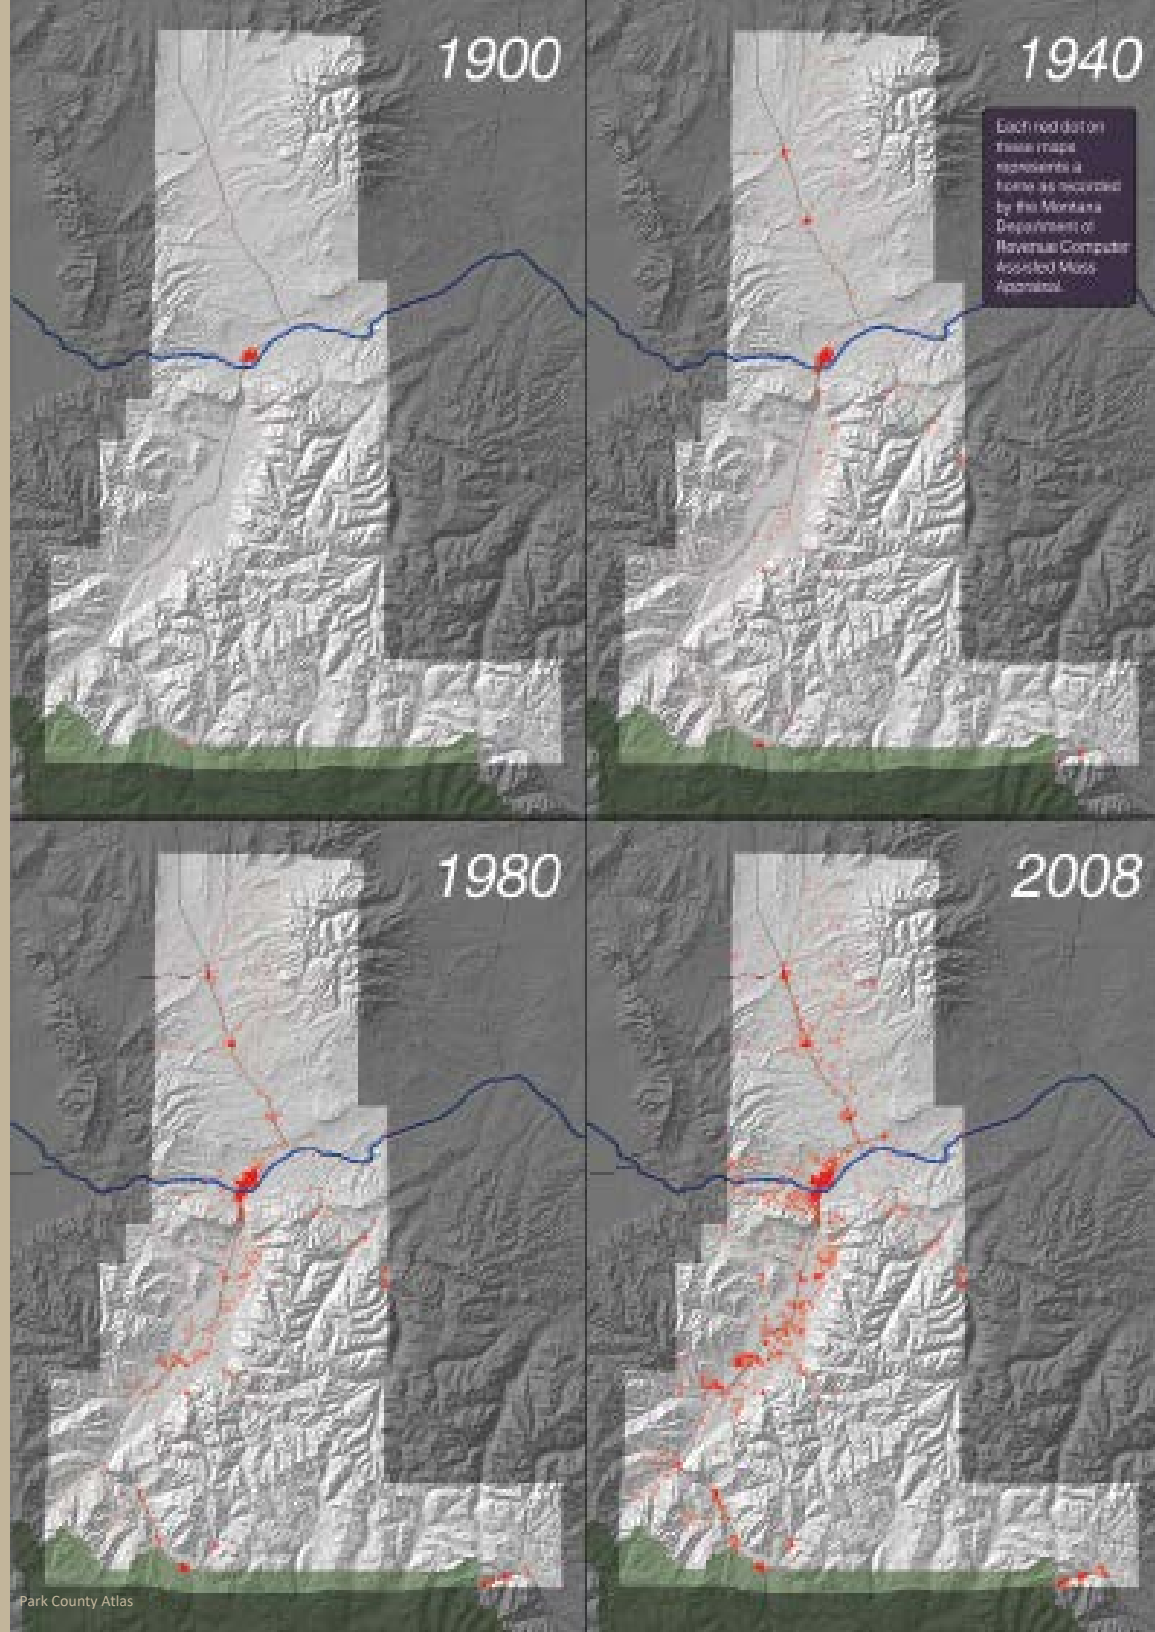 1900
1940
Each red dot on
these maps
represents a
home as recorded
by the Montana
Department of
Revenue Computer
Assisted Mass
Appraisal.
1980
2008
Park County Atlas